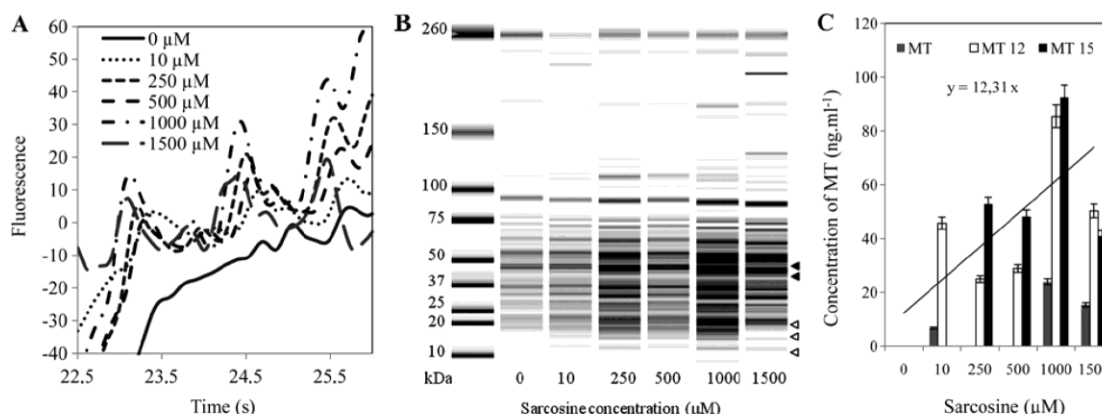 A
60
50
40
30
20
10
0
-10
-20
-30
-40
Fluorescence
0 µM
10 µM
250 µM
500 µM
1000 µM
1500 µM
22.5 23.5 24.5 25.5
Time (s)
B
260
150
100
75
50
37
25
20
10
kDa
0 10 250 500 1000 1500
Sarcosine concentration (µM)
C
120
100
80
60
40
20
0
Concentration of MT (ng.ml⁻¹)
MT MT 12 MT 15
y = 12,31 x
0 10 250 500 1000 150
Sarcosine (µM)